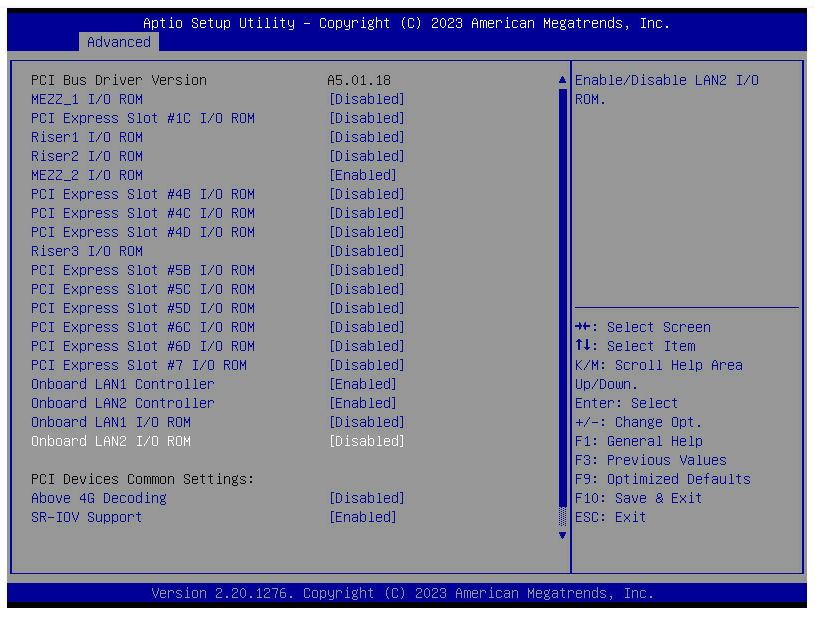 Aptio Setup Utility – Copyright (C) 2023 American Megatrends, Inc.
Advanced
PCI Bus Driver Version A5.01.18
MEZZ_1 I/O ROM [Disabled]
PCI Express Slot #1C I/O ROM [Disabled]
Riser1 I/O ROM [Disabled]
Riser2 I/O ROM [Disabled]
MEZZ_2 I/O ROM [Enabled]
PCI Express Slot #4B I/O ROM [Disabled]
PCI Express Slot #4C I/O ROM [Disabled]
PCI Express Slot #4D I/O ROM [Disabled]
Riser3 I/O ROM [Disabled]
PCI Express Slot #5B I/O ROM [Disabled]
PCI Express Slot #5C I/O ROM [Disabled]
PCI Express Slot #5D I/O ROM [Disabled]
PCI Express Slot #6C I/O ROM [Disabled]
PCI Express Slot #6D I/O ROM [Disabled]
PCI Express Slot #7 I/O ROM [Disabled]
Onboard LAN1 Controller [Enabled]
Onboard LAN2 Controller [Enabled]
Onboard LAN1 I/O ROM [Disabled]
Onboard LAN2 I/O ROM [Disabled]
PCI Devices Common Settings:
Above 4G Decoding [Disabled]
SR-IOV Support [Enabled]
Enable/Disable LAN2 I/O
ROM.
→←: Select Screen
↑↓: Select Item
K/M: Scroll Help Area
Up/Down.
Enter: Select
+/-: Change Opt.
F1: General Help
F3: Previous Values
F9: Optimized Defaults
F10: Save & Exit
ESC: Exit
Version 2.20.1276. Copyright (C) 2023 American Megatrends, Inc.